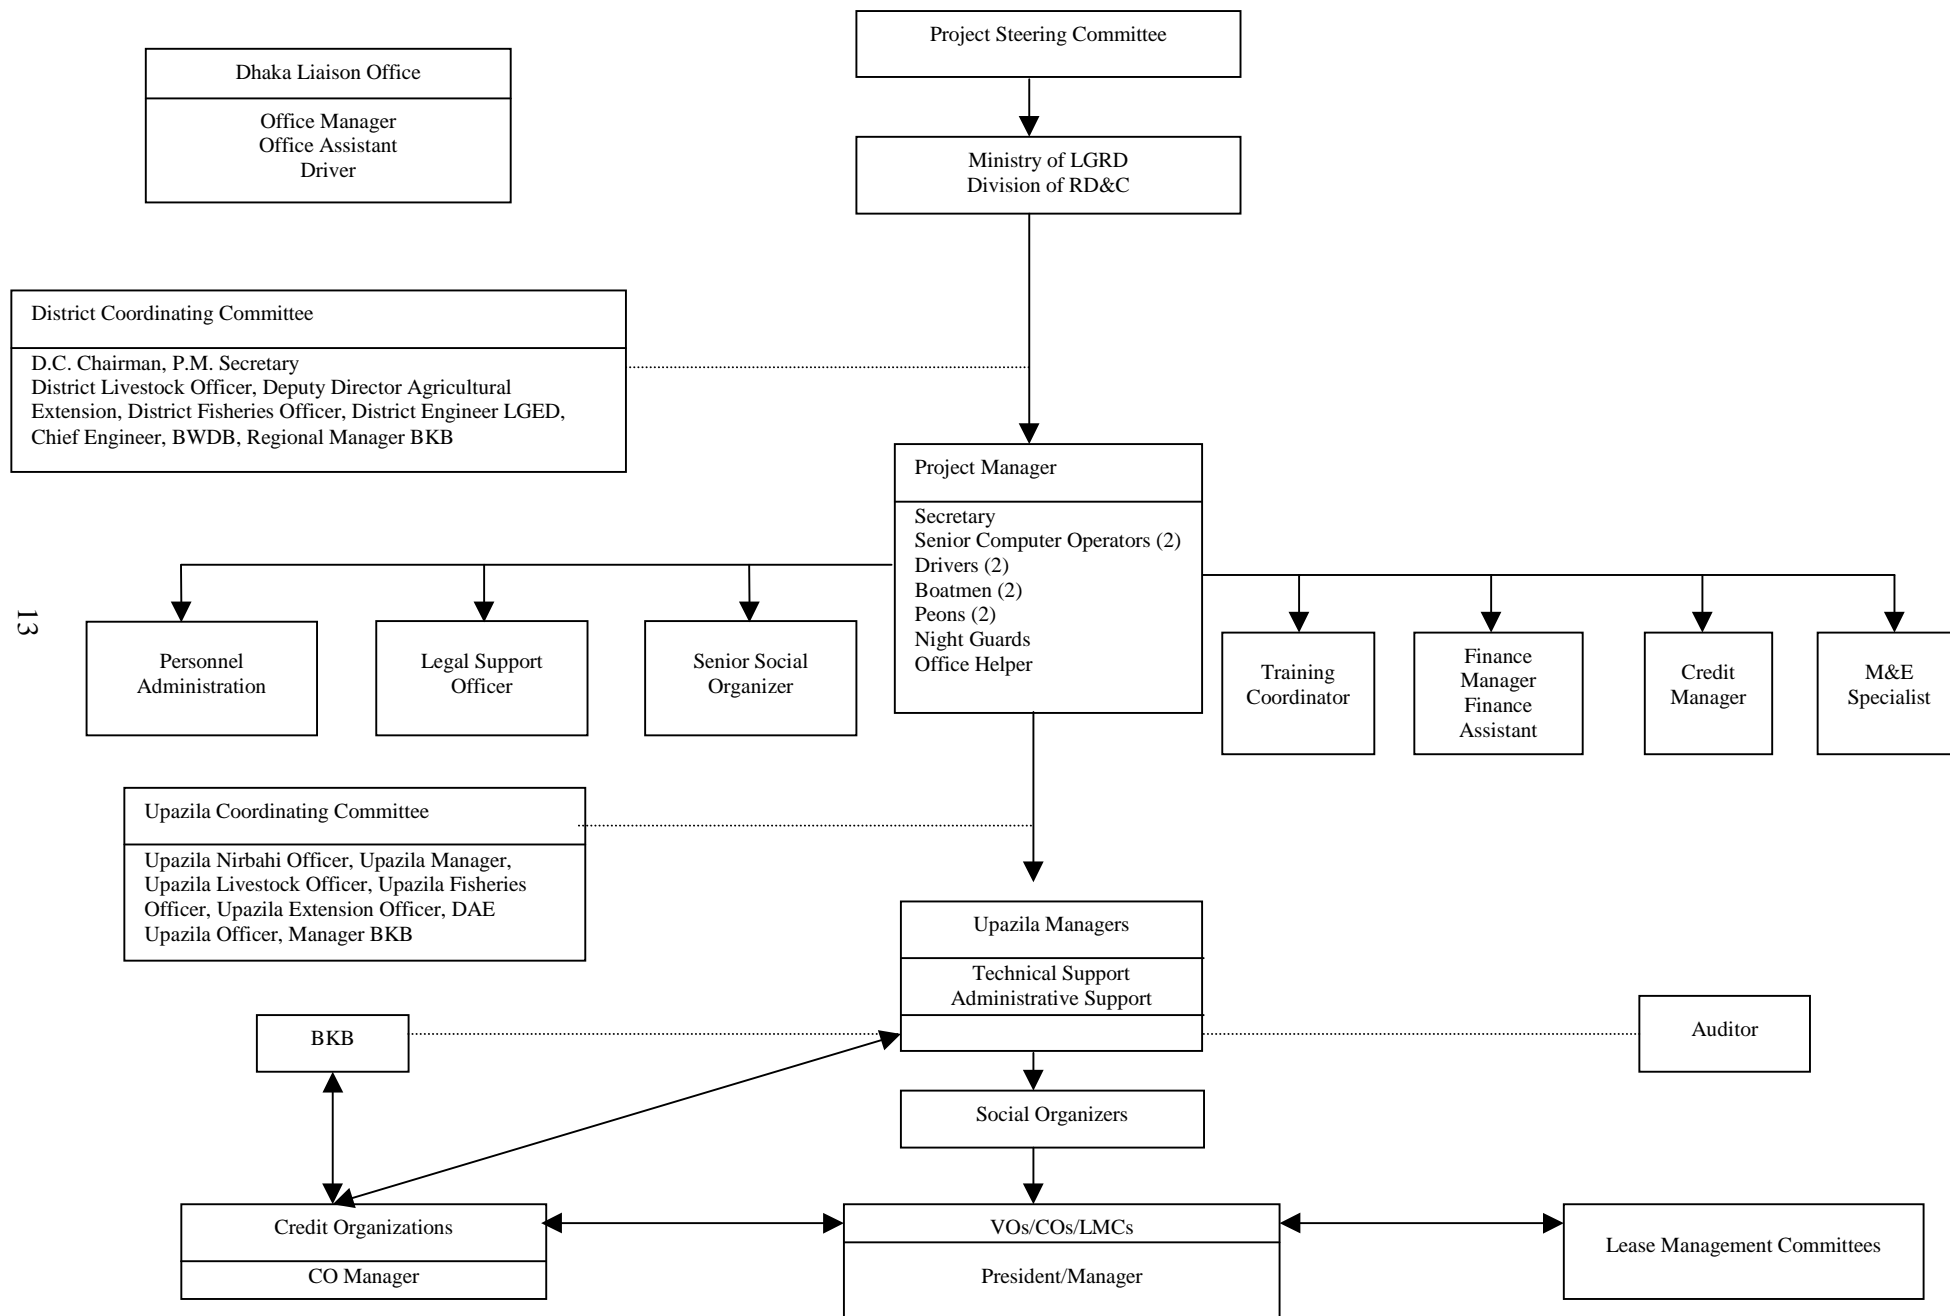 Project Steering Committee
Dhaka Liaison Office
Office Manager
Office Assistant
Driver
Ministry of LGRD
Division of RD&C
District Coordinating Committee
D.C. Chairman, P.M. Secretary
District Livestock Officer, Deputy Director Agricultural
Extension, District Fisheries Officer, District Engineer LGED,
Chief Engineer, BWDB, Regional Manager BKB
Project Manager
Secretary
Senior Computer Operators (2)
Drivers (2)
Boatmen (2)
Peons (2)
Night Guards
Office Helper
13
Personnel
Administration
Legal Support
Officer
Senior Social
Organizer
Training
Coordinator
Finance
Manager
Finance
Assistant
Credit
Manager
M&E
Specialist
Upazila Coordinating Committee
Upazila Nirbahi Officer, Upazila Manager,
Upazila Livestock Officer, Upazila Fisheries
Officer, Upazila Extension Officer, DAE
Upazila Officer, Manager BKB
Upazila Managers
Technical Support
Administrative Support
BKB
Auditor
Social Organizers
Credit Organizations
CO Manager
VOs/COs/LMCs
President/Manager
Lease Management Committees